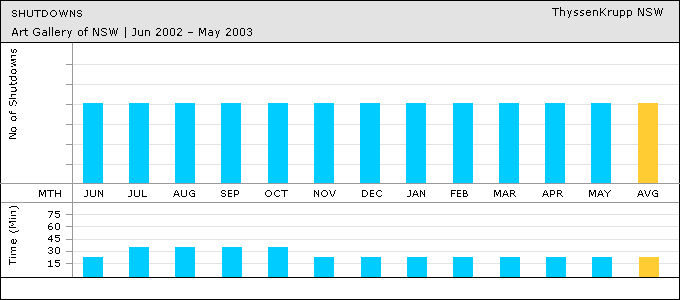 SHUTDOWNS
ThyssenKrupp NSW
Art Gallery of NSW | Jun 2002 – May 2003
No of Shutdowns
MTH JUN JUL AUG SEP OCT NOV DEC JAN FEB MAR APR MAY AVG
Time (Min)
75
60
45
30
15